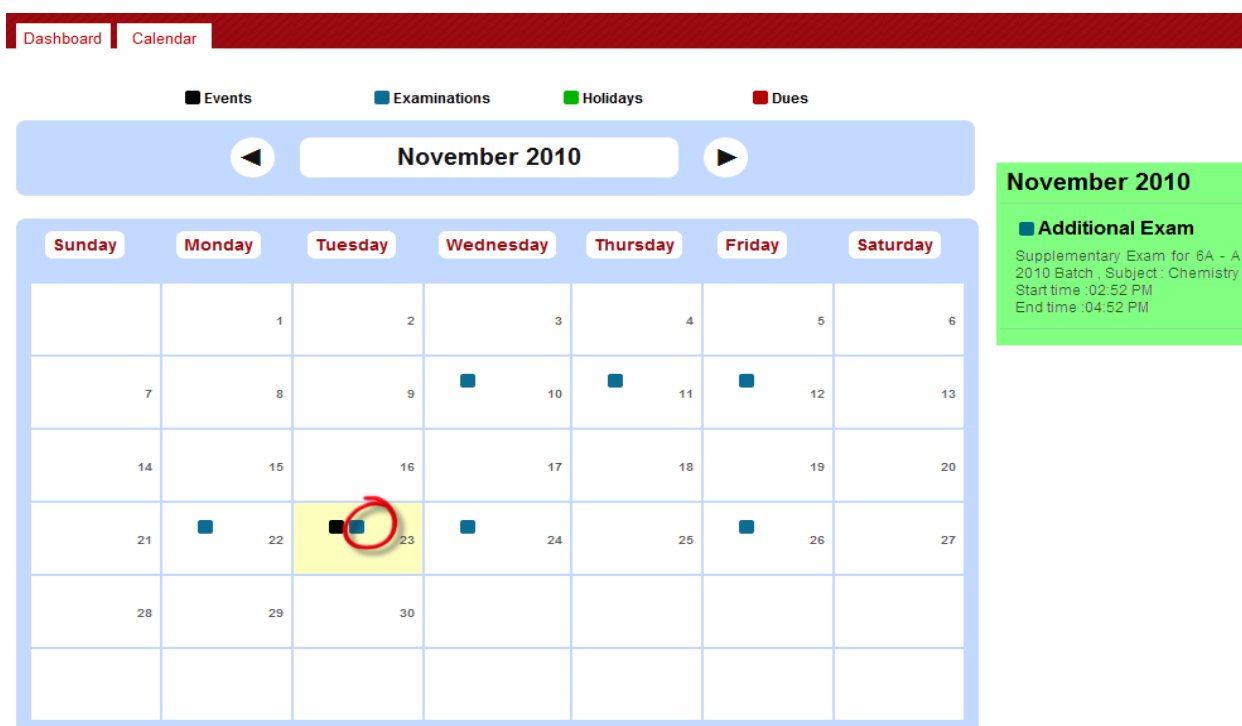 Dashboard Calendar
Events Examinations Holidays Dues
November 2010
Sunday Monday Tuesday Wednesday Thursday Friday Saturday
1 2 3 4 5 6
7 8 9 10 11 12 13
14 15 16 17 18 19 20
21 22 23 24 25 26 27
28 29 30
November 2010
Additional Exam
Supplementary Exam for 6A - A
2010 Batch , Subject : Chemistry
Start time :02:52 PM
End time :04:52 PM